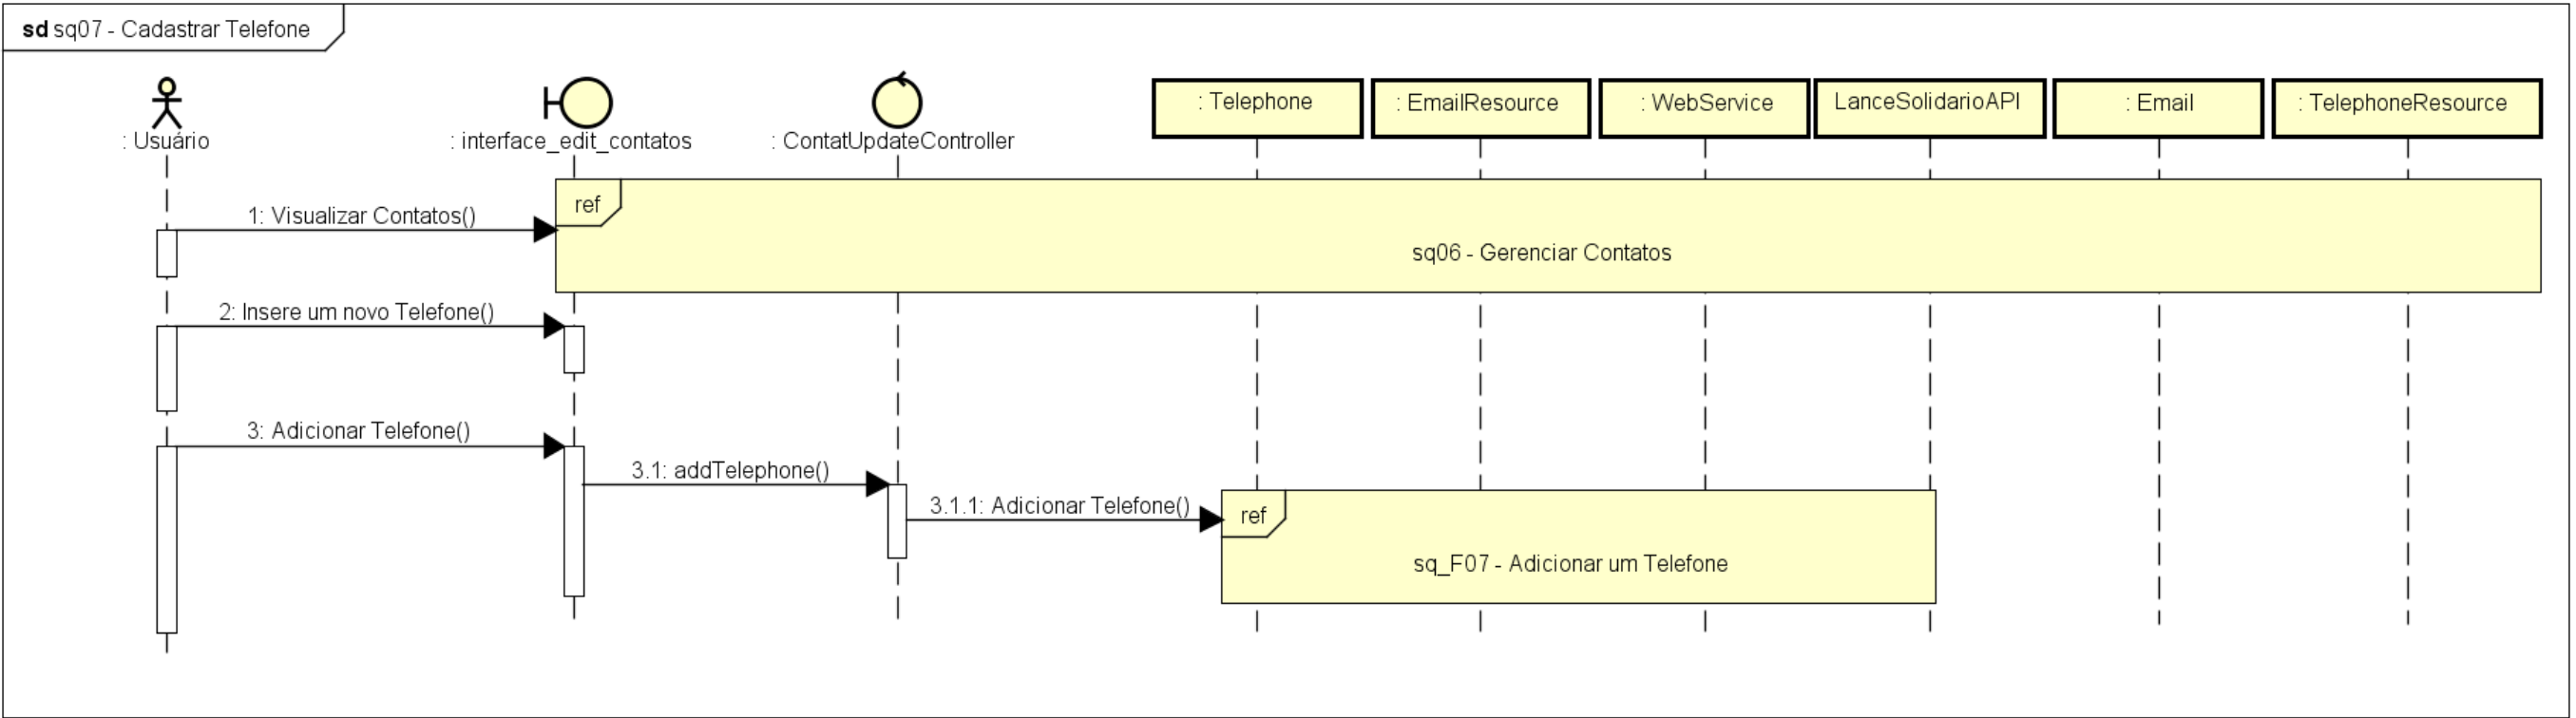 sd sq07 - Cadastrar Telefone
: Usuário
: interface_edit_contatos
: ContatUpdateController
: Telephone
: EmailResource
: WebService
LanceSolidarioAPI
: Email
: TelephoneResource
ref
1: Visualizar Contatos()
sq06 - Gerenciar Contatos
2: Insere um novo Telefone()
3: Adicionar Telefone()
3.1: addTelephone()
3.1.1: Adicionar Telefone()
ref
sq_F07 - Adicionar um Telefone